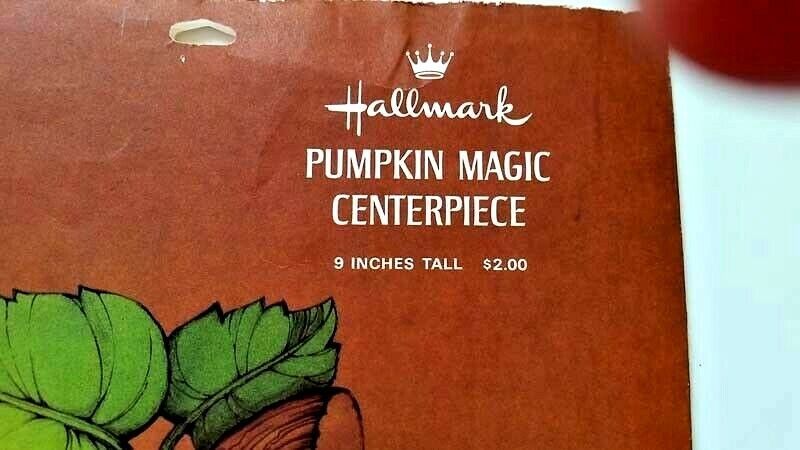 Hallmark
PUMPKIN MAGIC
CENTERPIECE
9 INCHES TALL $2.00